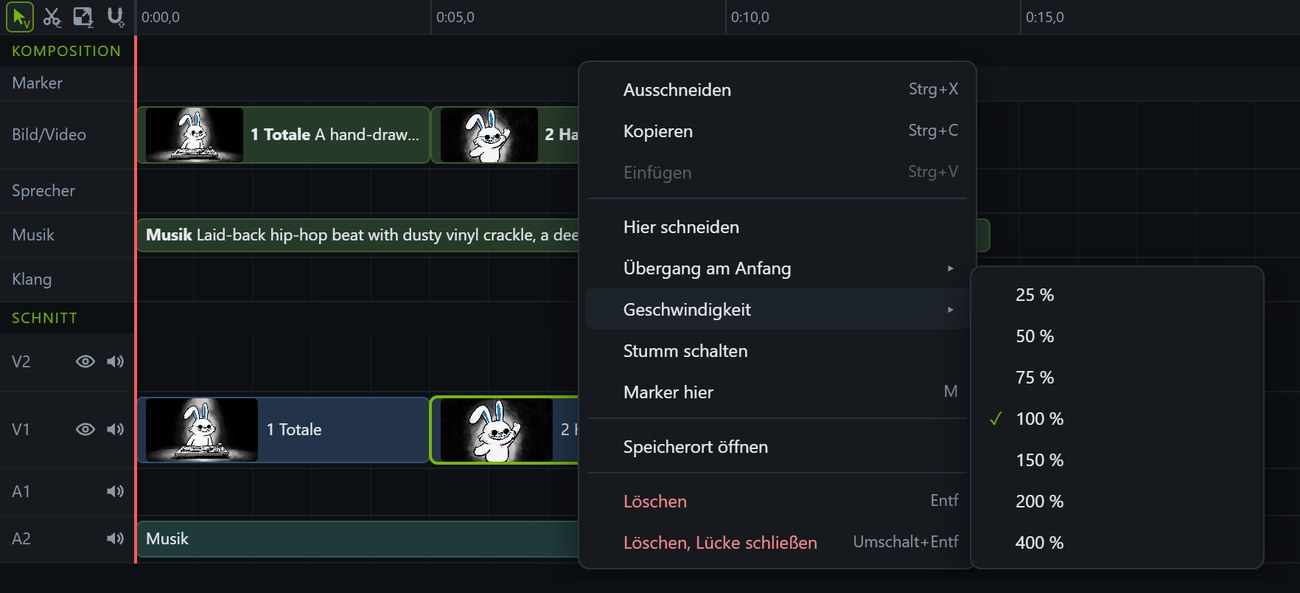 0:00,0
0:05,0
0:10,0
0:15,0
KOMPOSITION
Marker
Bild/Video
1 Totale A hand-draw...
2 Ha
Sprecher
Musik
Musik Laid-back hip-hop beat with dusty vinyl crackle, a dee
Klang
SCHNITT
V2
V1
1 Totale
2 H
A1
A2
Musik
Ausschneiden Strg+X
Kopieren Strg+C
Einfügen Strg+V
Hier schneiden
Übergang am Anfang
Geschwindigkeit
Stumm schalten
Marker hier M
Speicherort öffnen
Löschen Entf
Löschen, Lücke schließen Umschalt+Entf
25 %
50 %
75 %
100 %
150 %
200 %
400 %